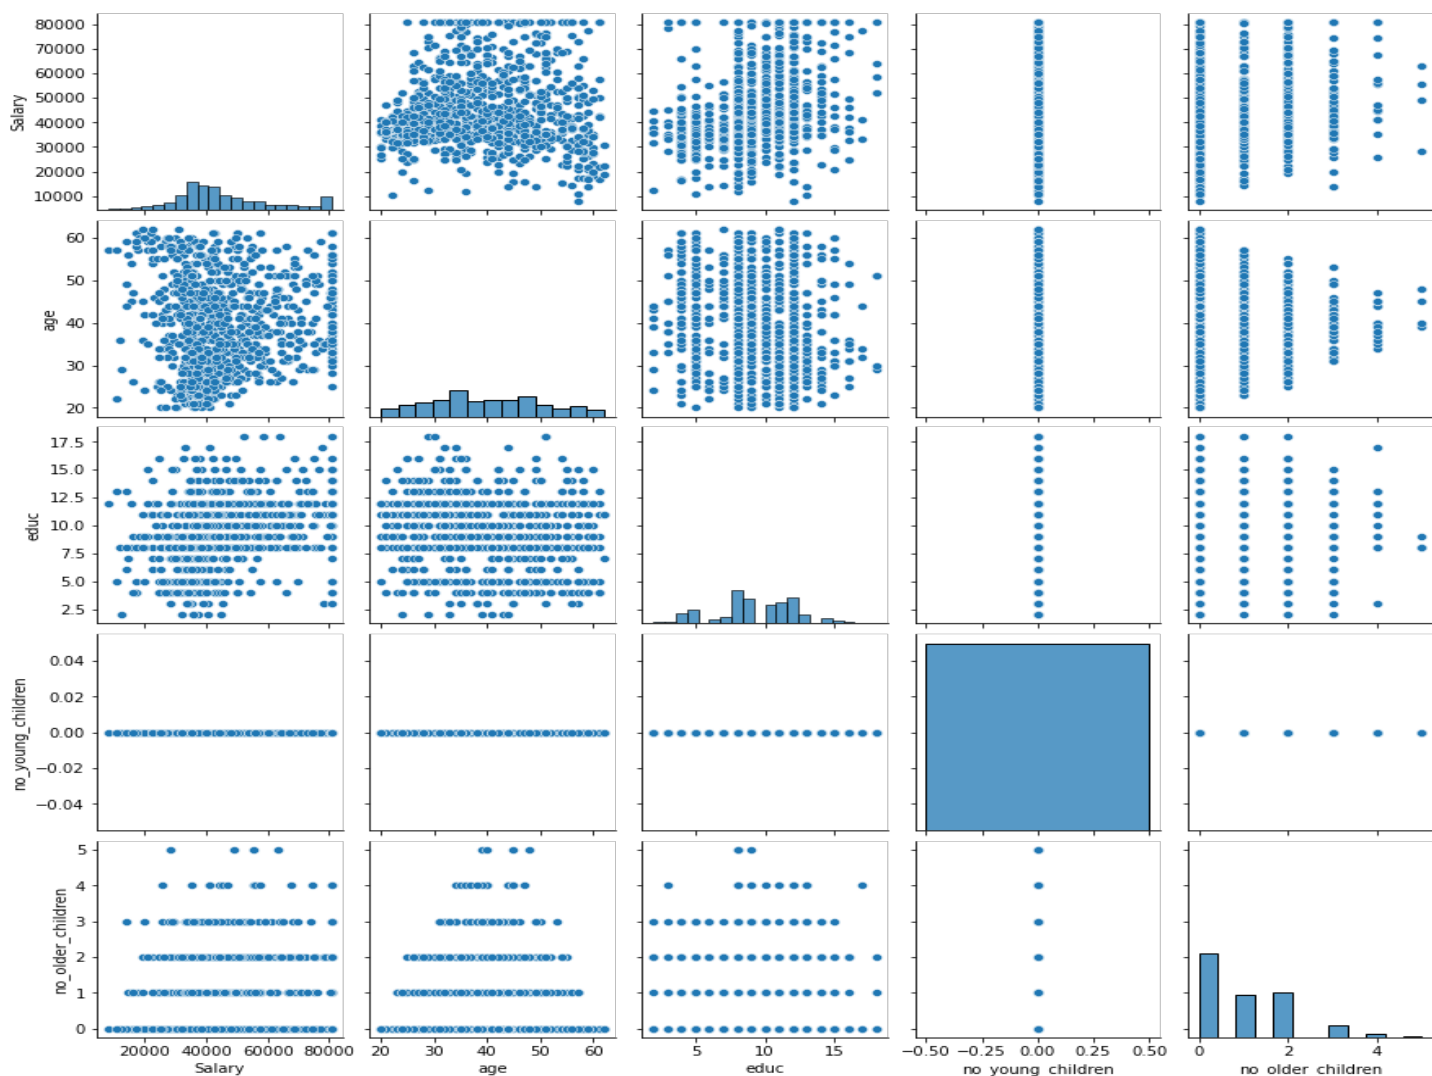 80000
70000
60000
50000
40000
30000
20000
10000
Salary
60
50
40
30
20
age
17.5
15.0
12.5
10.0
7.5
5.0
2.5
educ
0.04
0.02
0.00
−0.02
−0.04
no_young_children
5
4
3
2
1
0
no_older_children
20000 40000 60000 80000
20 30 40 50 60
5 10 15
−0.50 −0.25 0.00 0.25 0.50
0 2 4
Salary
age
educ
no_young_children
no_older_children